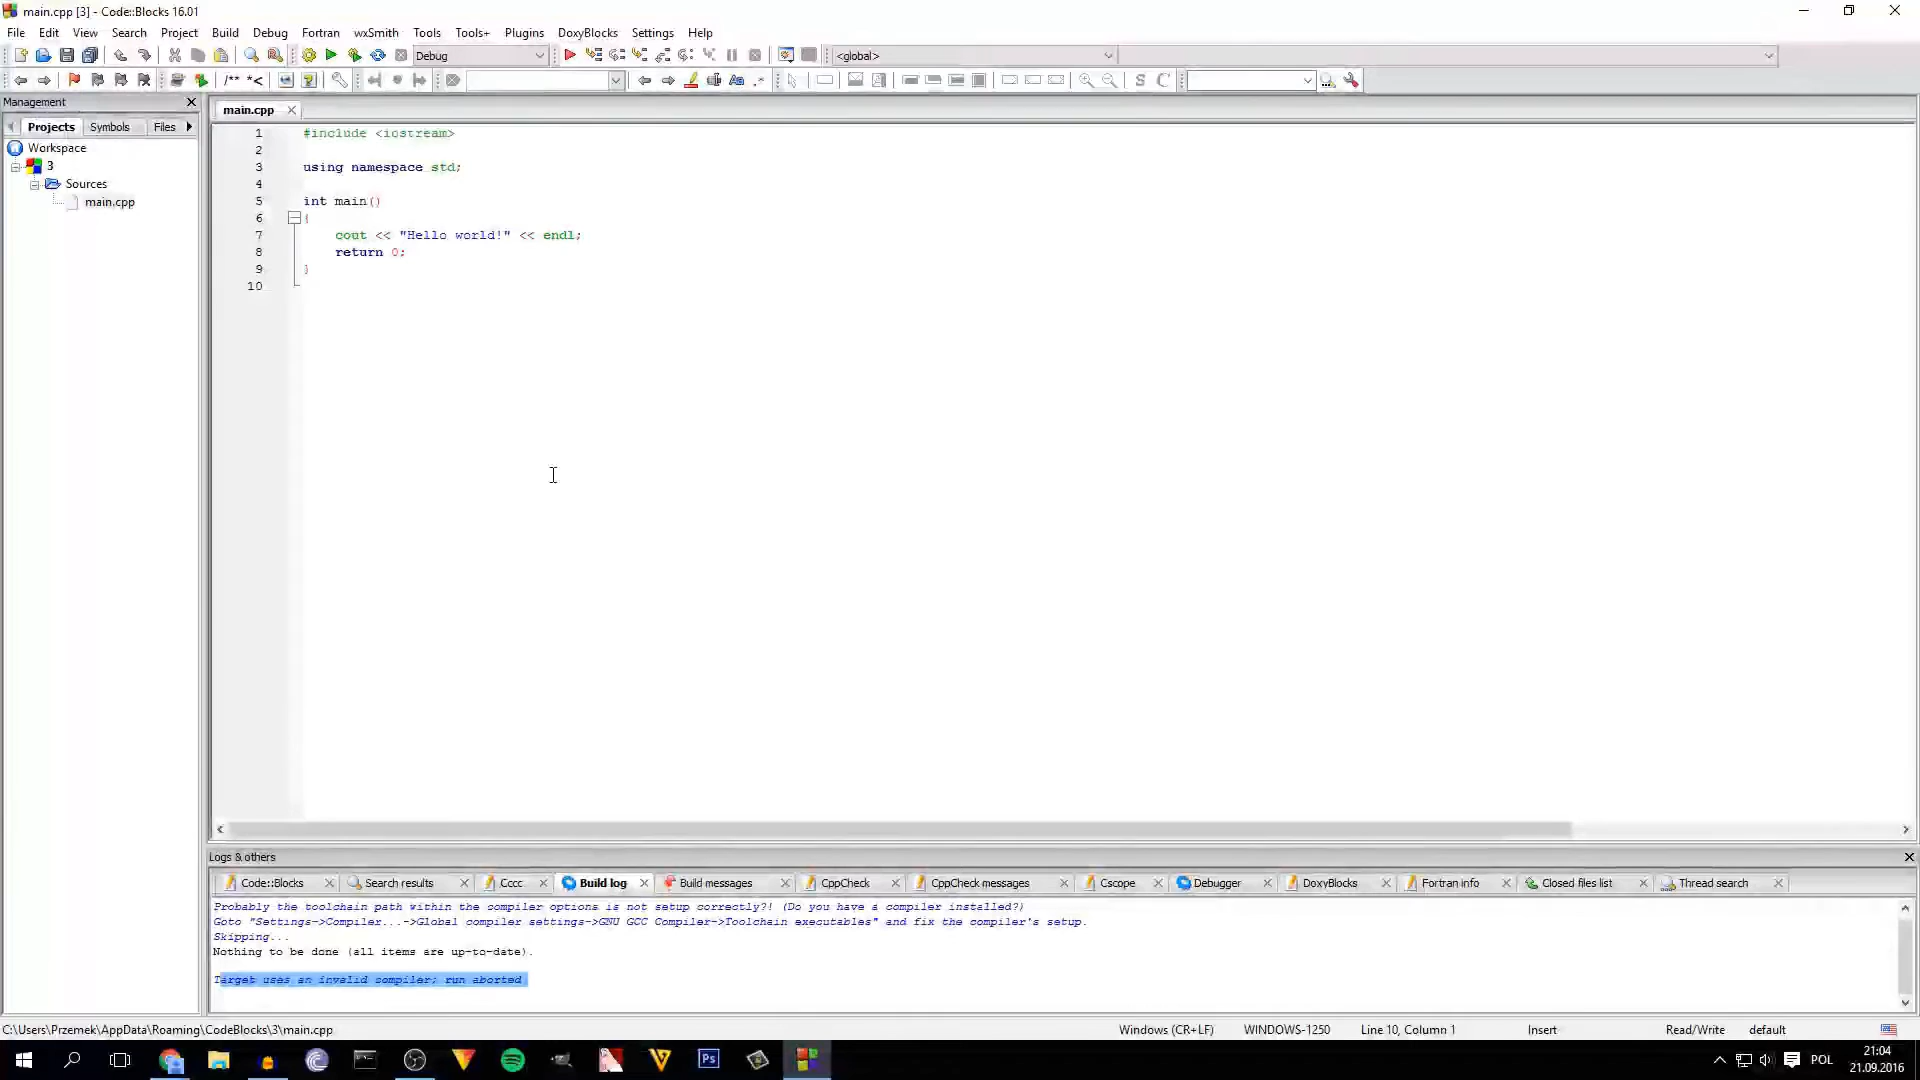 main.cpp [3] - Code::Blocks 16.01
File Edit View Search Project Build Debug Fortran wxSmith Tools Tools+ Plugins DoxyBlocks Settings Help
Debug <global>
/** *< S C
Management
main.cpp
Projects Symbols Files
Workspace
3
Sources
main.cpp
1 #include <iostream>
2
3 using namespace std;
4
5 int main()
6 {
7 cout << "Hello world!" << endl;
8 return 0;
9 }
10
Logs & others
Code::Blocks Search results Cccc Build log Build messages CppCheck CppCheck messages Cscope Debugger DoxyBlocks Fortran info Closed files list Thread search
Probably the toolchain path within the compiler options is not setup correctly?! (Do you have a compiler installed?)
Goto "Settings->Compiler...->Global compiler settings->GNU GCC Compiler->Toolchain executables" and fix the compiler's setup.
Skipping...
Nothing to be done (all items are up-to-date).
Target uses an invalid compiler; run aborted
C:\Users\Przemek\AppData\Roaming\CodeBlocks\3\main.cpp Windows (CR+LF) WINDOWS-1250 Line 10, Column 1 Insert Read/Write default
Ps POL 21:04
21.09.2016